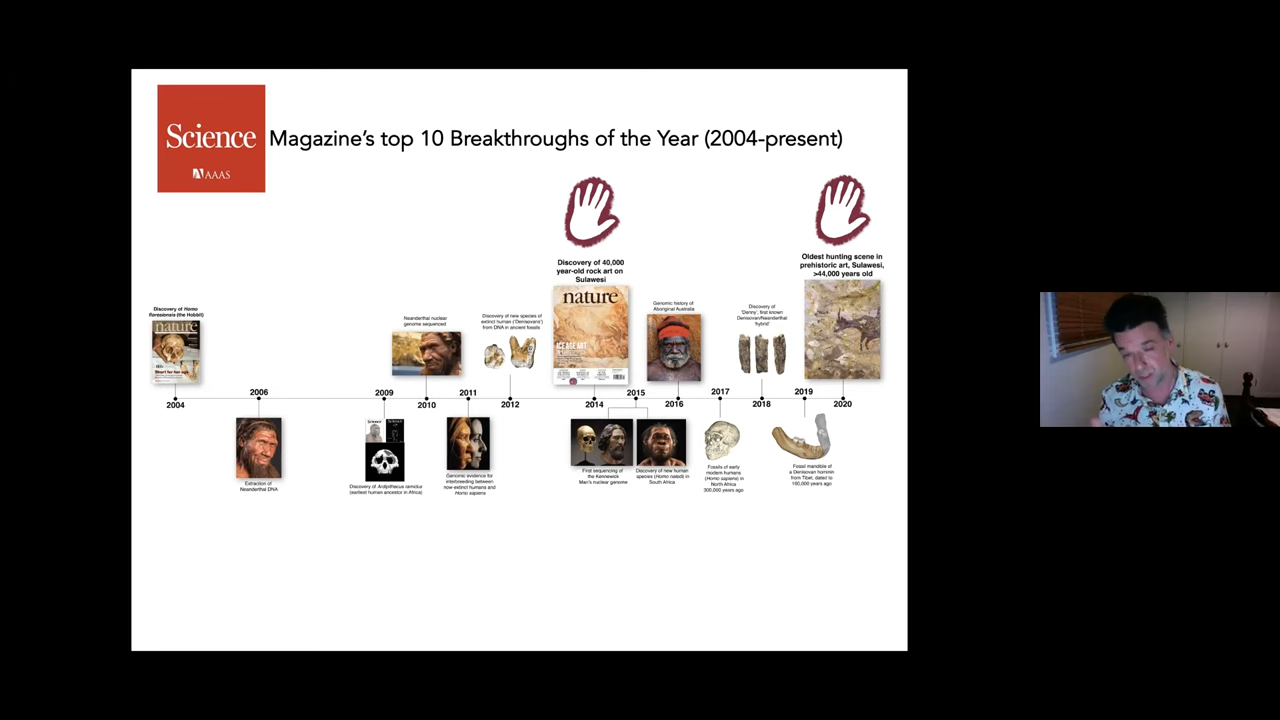 Science
AAAS
Magazine's top 10 Breakthroughs of the Year (2004-present)
Discovery of Homo
floresiensis (the Hobbit)
nature
2004
2006
Extraction of
Neanderthal DNA
2009
Discovery of Ardipithecus ramidus
(earliest human ancestor in Africa)
Neanderthal nuclear
genome sequenced
2010
2011
Genomic evidence for
interbreeding between
now-extinct humans and
Homo sapiens
Discovery of new species of
extinct human ('Denisovans')
from DNA in ancient fossils
2012
Discovery of 40,000
year-old rock art on
Sulawesi
nature
ICE AGE ART
2014
2015
First sequencing of
the Kennewick
Man's nuclear genome
Discovery of new human
species (Homo naledi) in
South Africa
Genomic history of
Aboriginal Australia
2016
2017
Fossils of early
modern humans
(Homo sapiens) in
North Africa
300,000 years ago
Discovery of
'Denny', first known
Denisovan/Neanderthal
'hybrid'
2018
2019
Fossil mandible of
a Denisovan hominin
from Tibet, dated to
160,000 years ago
Oldest hunting scene in
prehistoric art, Sulawesi,
>44,000 years old
2020